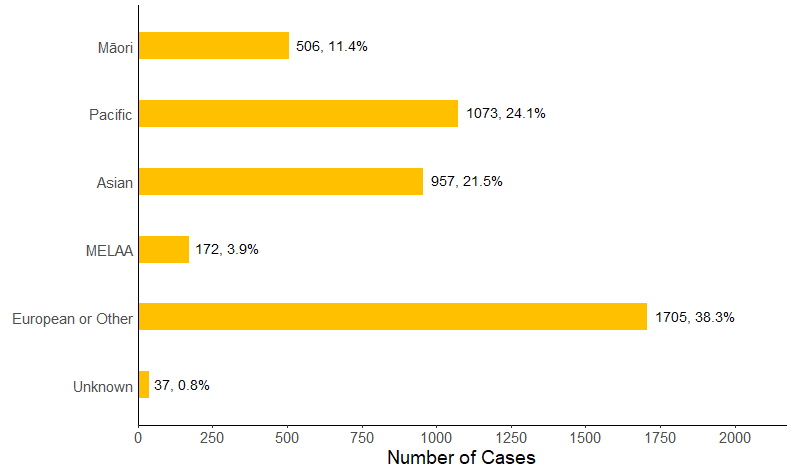 Māori 506, 11.4%
Pacific 1073, 24.1%
Asian 957, 21.5%
MELAA 172, 3.9%
European or Other 1705, 38.3%
Unknown 37, 0.8%
0 250 500 750 1000 1250 1500 1750 2000
Number of Cases